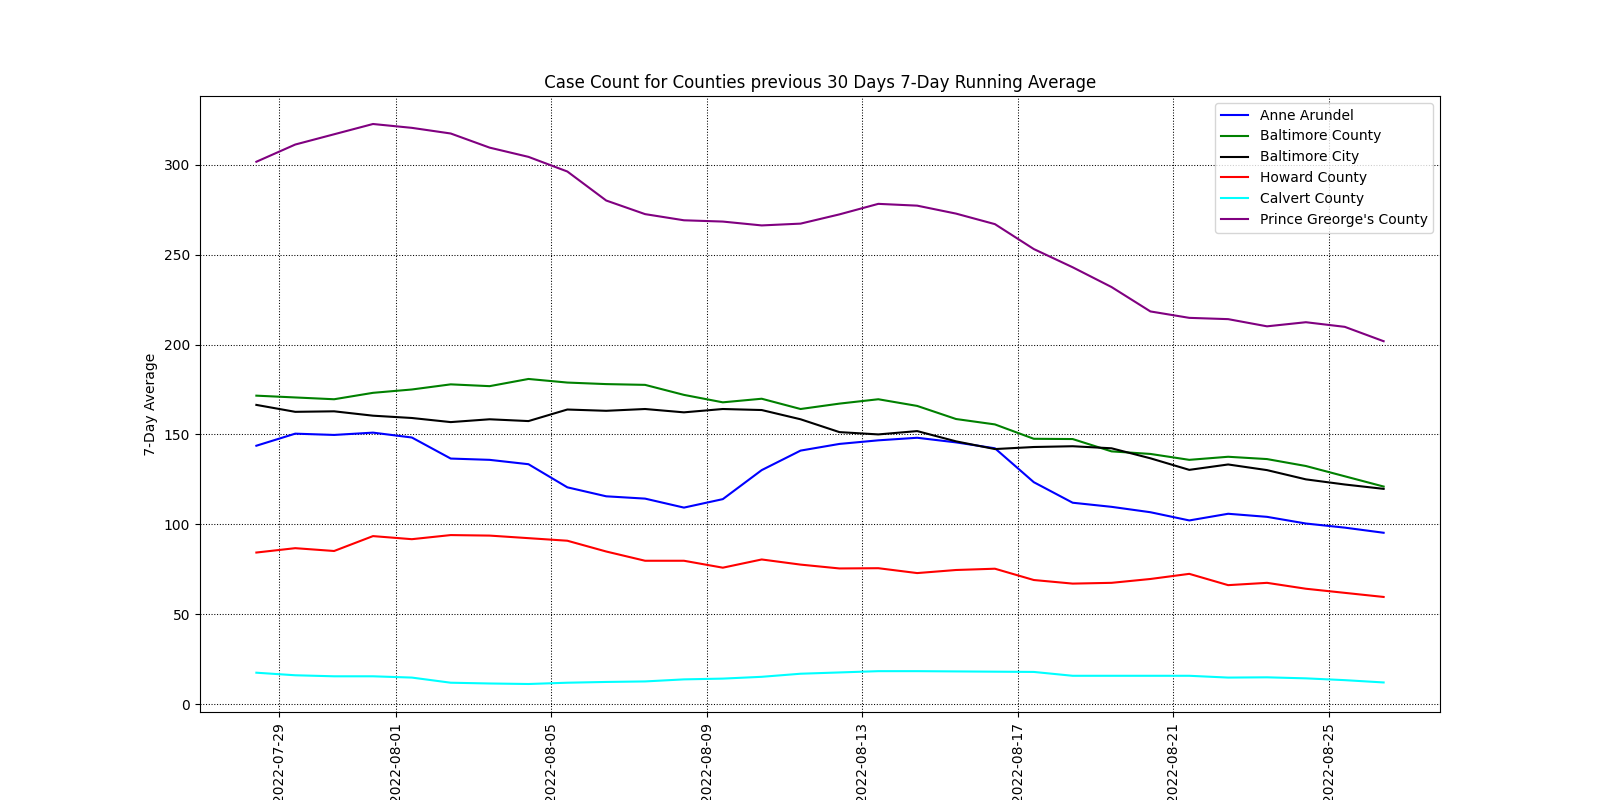 Case Count for Counties previous 30 Days 7-Day Running Average
Anne Arundel
Baltimore County
Baltimore City
Howard County
Calvert County
Prince Greorge's County
7-Day Average
300
250
200
150
100
50
0
2022-07-29
2022-08-01
2022-08-05
2022-08-09
2022-08-13
2022-08-17
2022-08-21
2022-08-25